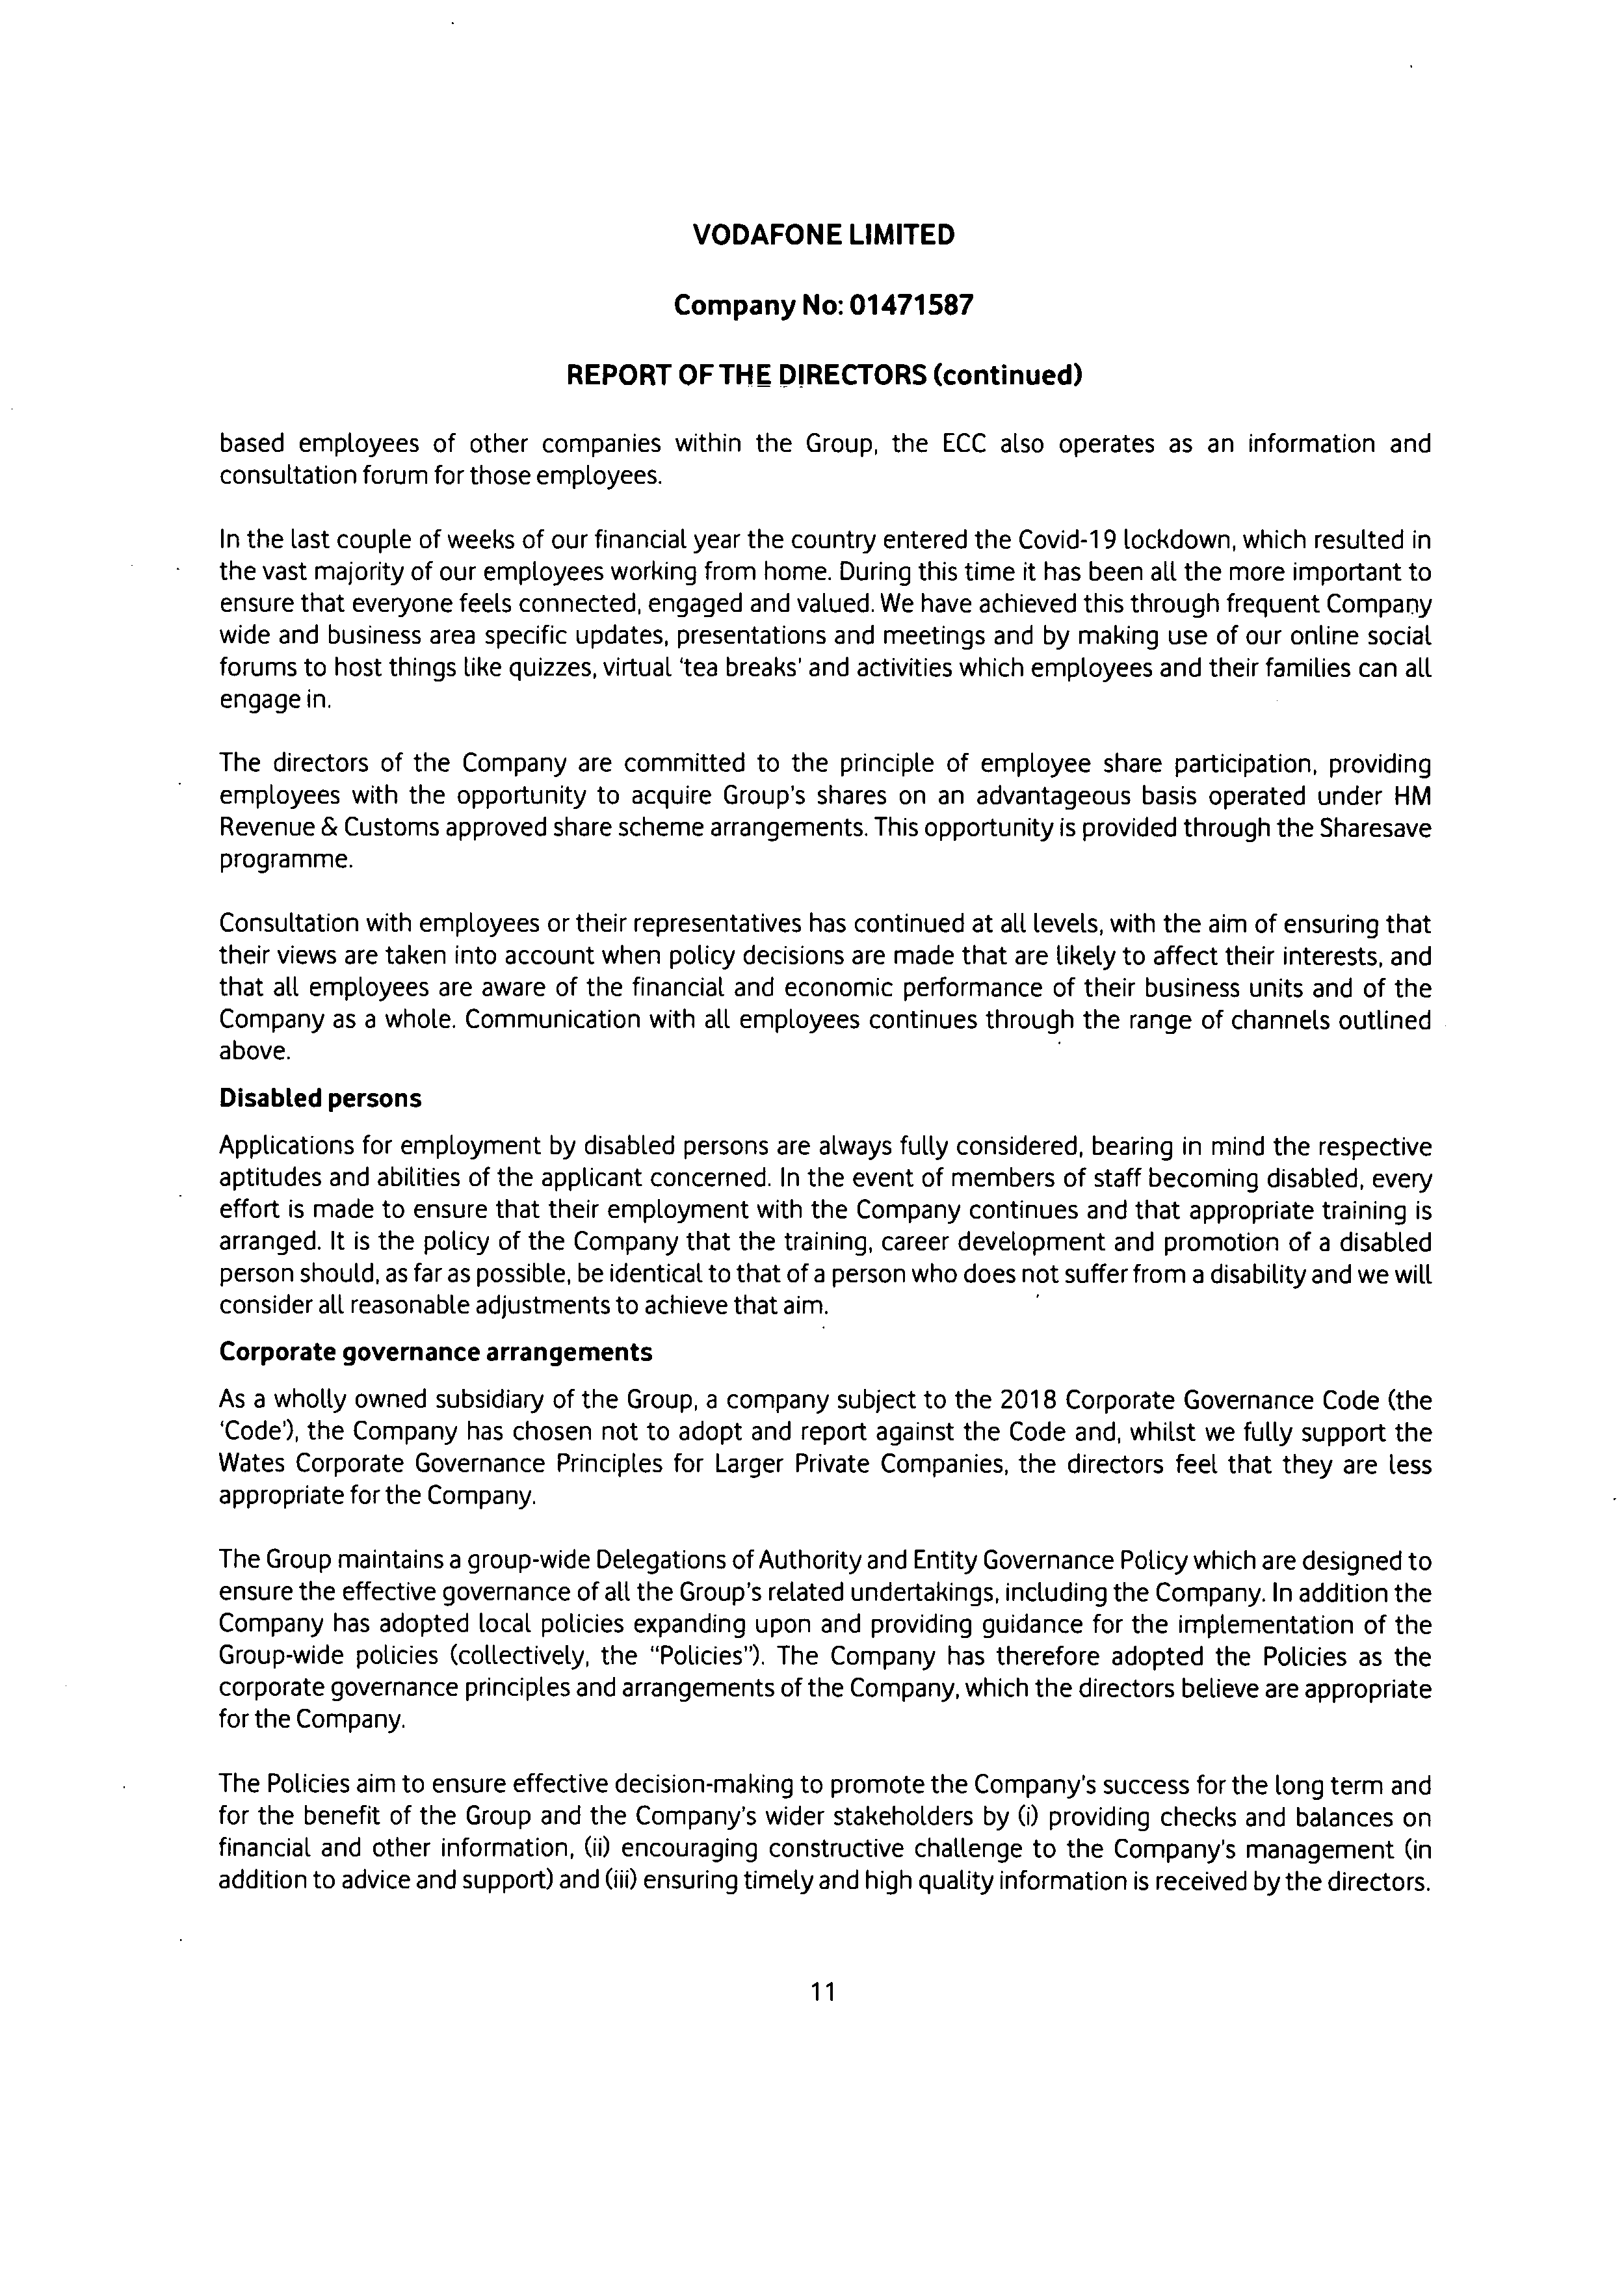 VODAFONE LIMITED
Company No: 01471587
REPORT OF THE DIRECTORS (continued)
based employees of other companies within the Group, the ECC also operates as an information and
consultation forum for those employees.
In the last couple of weeks of our financial year the country entered the Covid-19 lockdown, which resulted in
the vast majority of our employees working from home. During this time it has been all the more important to
ensure that everyone feels connected, engaged and valued. We have achieved this through frequent Company
wide and business area specific updates, presentations and meetings and by making use of our online social
forums to host things like quizzes, virtual 'tea breaks' and activities which employees and their families can all
engage in.
The directors of the Company are committed to the principle of employee share participation, providing
employees with the opportunity to acquire Group's shares on an advantageous basis operated under HM
Revenue & Customs approved share scheme arrangements. This opportunity is provided through the Sharesave
programme.
Consultation with employees or their representatives has continued at all levels, with the aim of ensuring that
their views are taken into account when policy decisions are made that are likely to affect their interests, and
that all employees are aware of the financial and economic performance of their business units and of the
Company as a whole. Communication with all employees continues through the range of channels outlined
above.
Disabled persons
Applications for employment by disabled persons are always fully considered, bearing in mind the respective
aptitudes and abilities of the applicant concerned. In the event of members of staff becoming disabled, every
effort is made to ensure that their employment with the Company continues and that appropriate training is
arranged. It is the policy of the Company that the training, career development and promotion of a disabled
person should, as far as possible, be identical to that of a person who does not suffer from a disability and we will
consider all reasonable adjustments to achieve that aim.
Corporate governance arrangements
As a wholly owned subsidiary of the Group, a company subject to the 2018 Corporate Governance Code (the
'Code'), the Company has chosen not to adopt and report against the Code and, whilst we fully support the
Wates Corporate Governance Principles for Larger Private Companies, the directors feel that they are less
appropriate for the Company.
The Group maintains a group-wide Delegations of Authority and Entity Governance Policy which are designed to
ensure the effective governance of all the Group's related undertakings, including the Company. In addition the
Company has adopted local policies expanding upon and providing guidance for the implementation of the
Group-wide policies (collectively, the "Policies"). The Company has therefore adopted the Policies as the
corporate governance principles and arrangements of the Company, which the directors believe are appropriate
for the Company.
The Policies aim to ensure effective decision-making to promote the Company's success for the long term and
for the benefit of the Group and the Company's wider stakeholders by (i) providing checks and balances on
financial and other information, (ii) encouraging constructive challenge to the Company's management (in
addition to advice and support) and (iii) ensuring timely and high quality information is received by the directors.
11